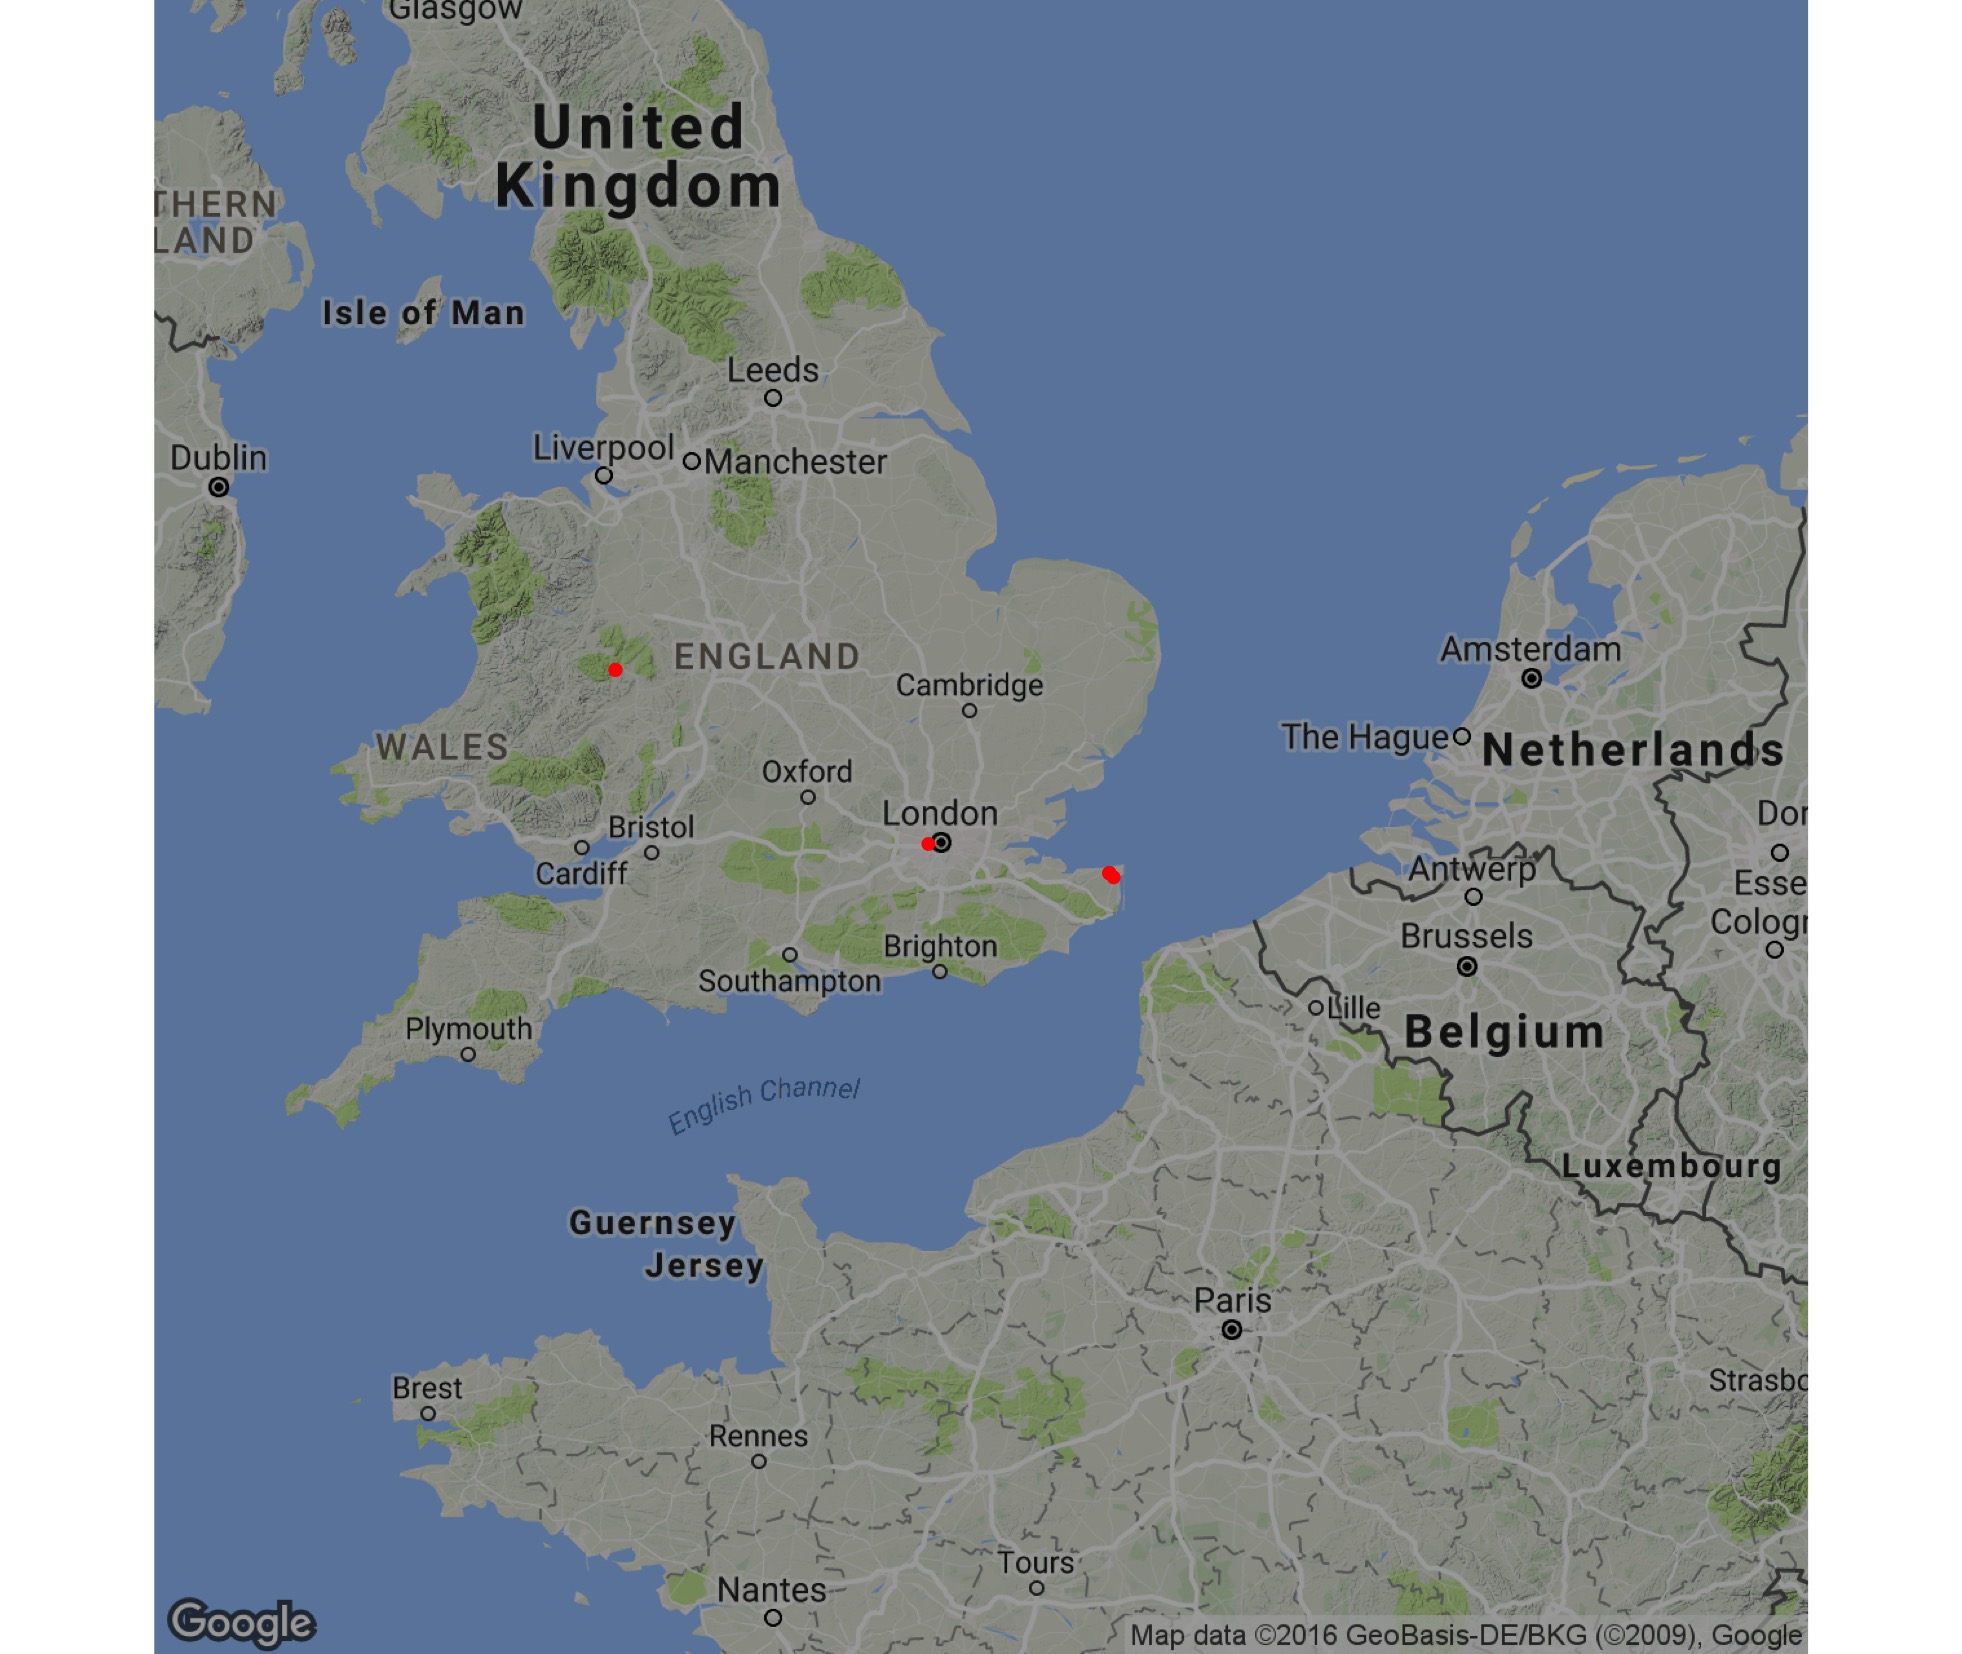 Glasgow
United
Kingdom
THERN
LAND
Isle of Man
Leeds
Dublin
Liverpool
Manchester
ENGLAND
Cambridge
Amsterdam
WALES
The Hague
Netherlands
Oxford
London
Dor
Bristol
Cardiff
Antwerp
Esse
Cologn
Brighton
Brussels
Southampton
Lille
Plymouth
Belgium
English Channel
Luxembourg
Guernsey
Jersey
Paris
Brest
Strasbo
Rennes
Tours
Nantes
Google
Map data ©2016 GeoBasis-DE/BKG (©2009), Google